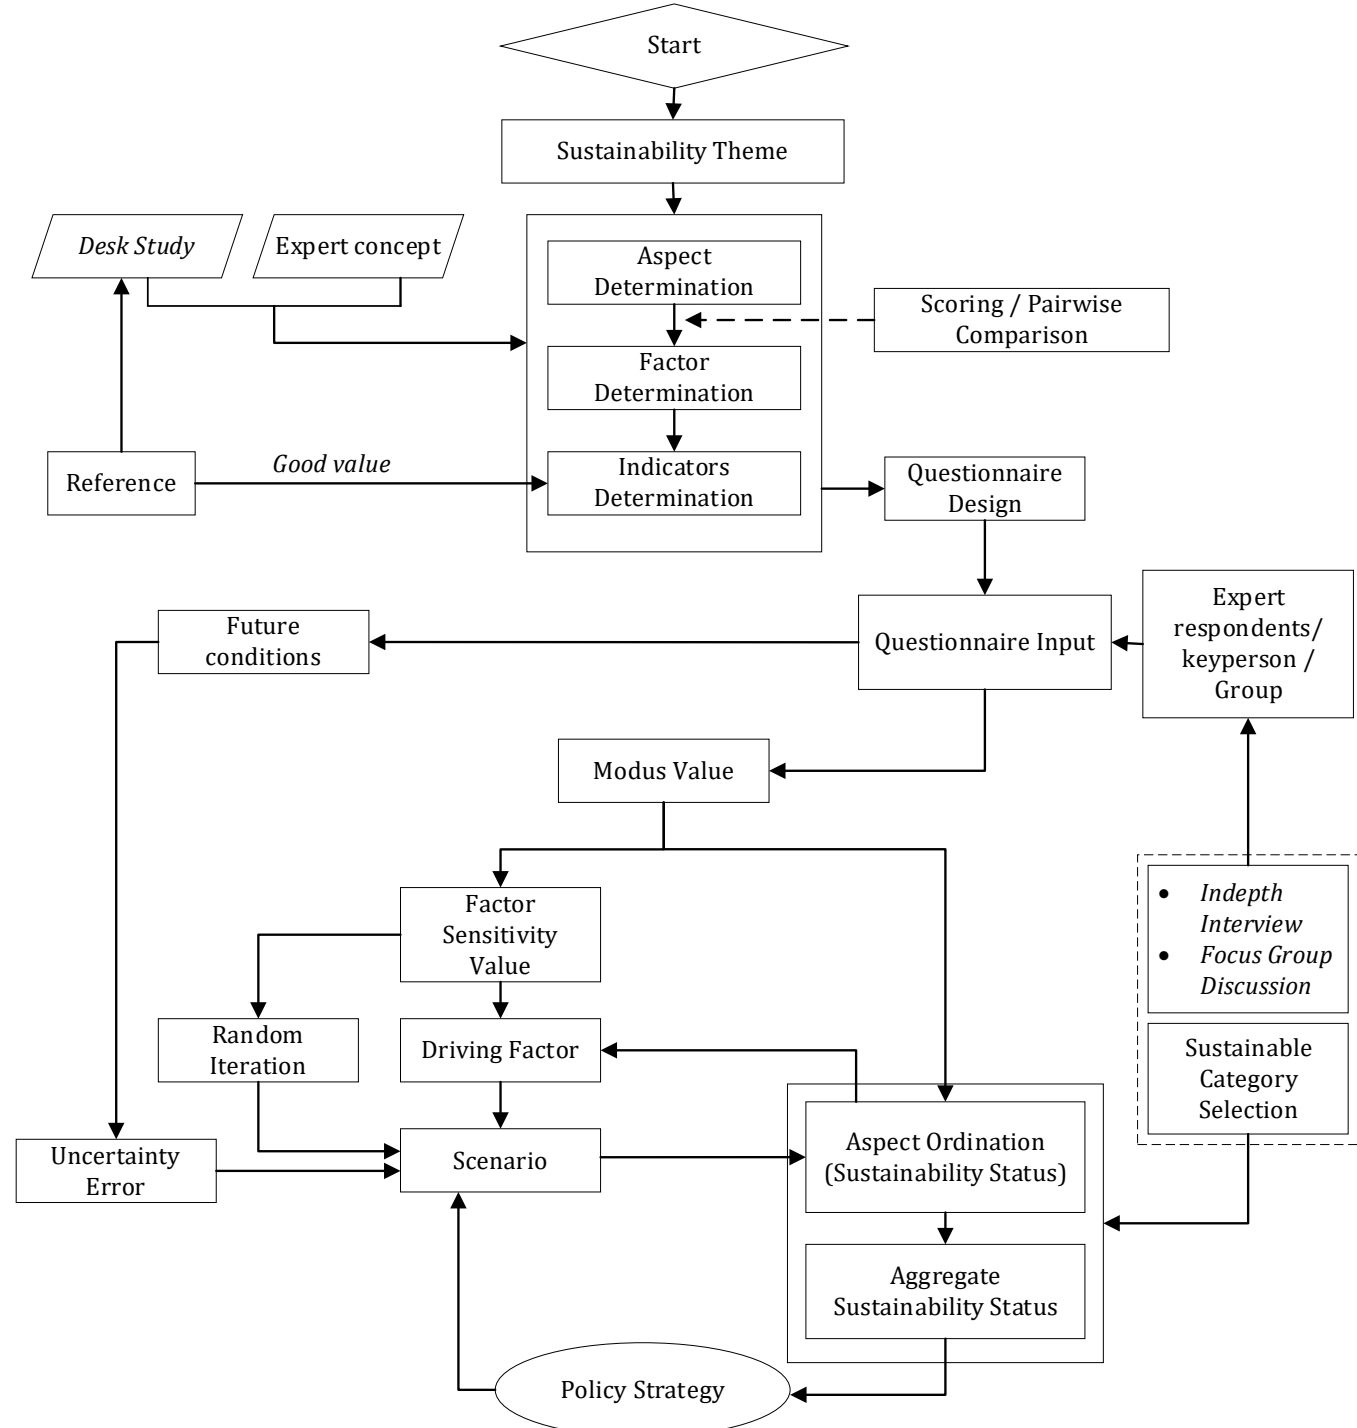 Start
Sustainability Theme
Desk Study
Expert concept
Aspect
Determination
Scoring / Pairwise
Comparison
Factor
Determination
Reference
Good value
Indicators
Determination
Questionnaire
Design
Future
conditions
Questionnaire Input
Expert
respondents/
keyperson /
Group
Modus Value
Factor
Sensitivity
Value
• Indepth
Interview
• Focus Group
Discussion
Random
Iteration
Driving Factor
Sustainable
Category
Selection
Uncertainty
Error
Scenario
Aspect Ordination
(Sustainability Status)
Aggregate
Sustainability Status
Policy Strategy